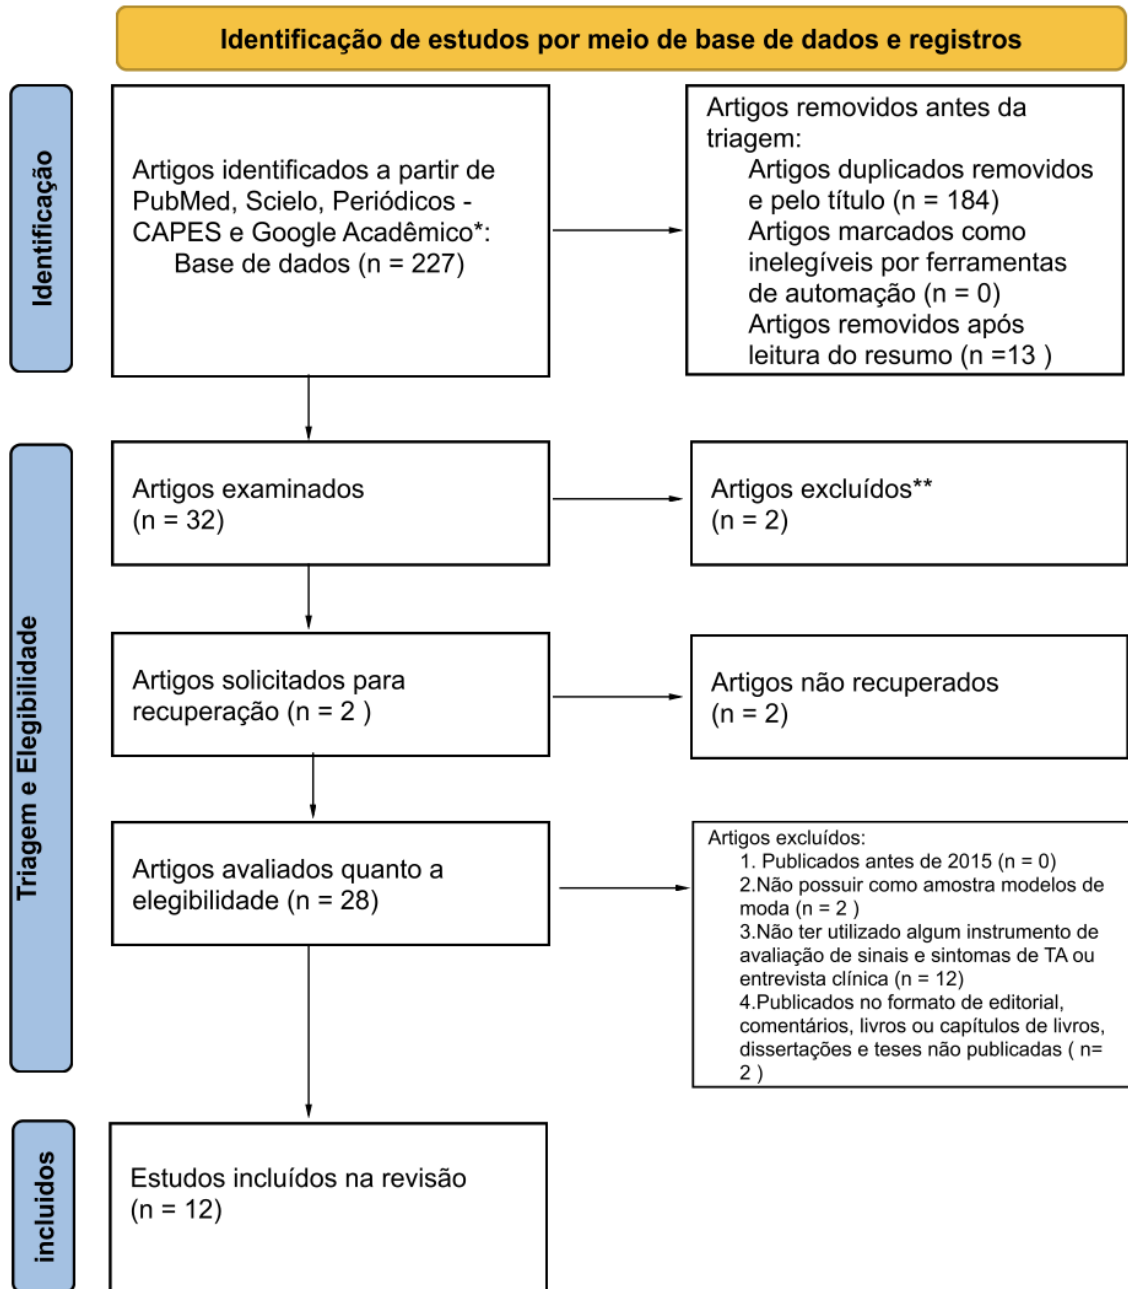 Identificação de estudos por meio de base de dados e registros
Identificação
Artigos identificados a partir de
PubMed, Scielo, Periódicos -
CAPES e Google Acadêmico*:
Base de dados (n = 227)
Artigos removidos antes da
triagem:
Artigos duplicados removidos
e pelo título (n = 184)
Artigos marcados como
inelegíveis por ferramentas
de automação (n = 0)
Artigos removidos após
leitura do resumo (n =13 )
Triagem e Elegibilidade
Artigos examinados
(n = 32)
Artigos excluídos**
(n = 2)
Artigos solicitados para
recuperação (n = 2 )
Artigos não recuperados
(n = 2)
Artigos avaliados quanto a
elegibilidade (n = 28)
Artigos excluídos:
1. Publicados antes de 2015 (n = 0)
2.Não possuir como amostra modelos de
moda (n = 2 )
3.Não ter utilizado algum instrumento de
avaliação de sinais e sintomas de TA ou
entrevista clínica (n = 12)
4.Publicados no formato de editorial,
comentários, livros ou capítulos de livros,
dissertações e teses não publicadas ( n=
2 )
incluidos
Estudos incluídos na revisão
(n = 12)